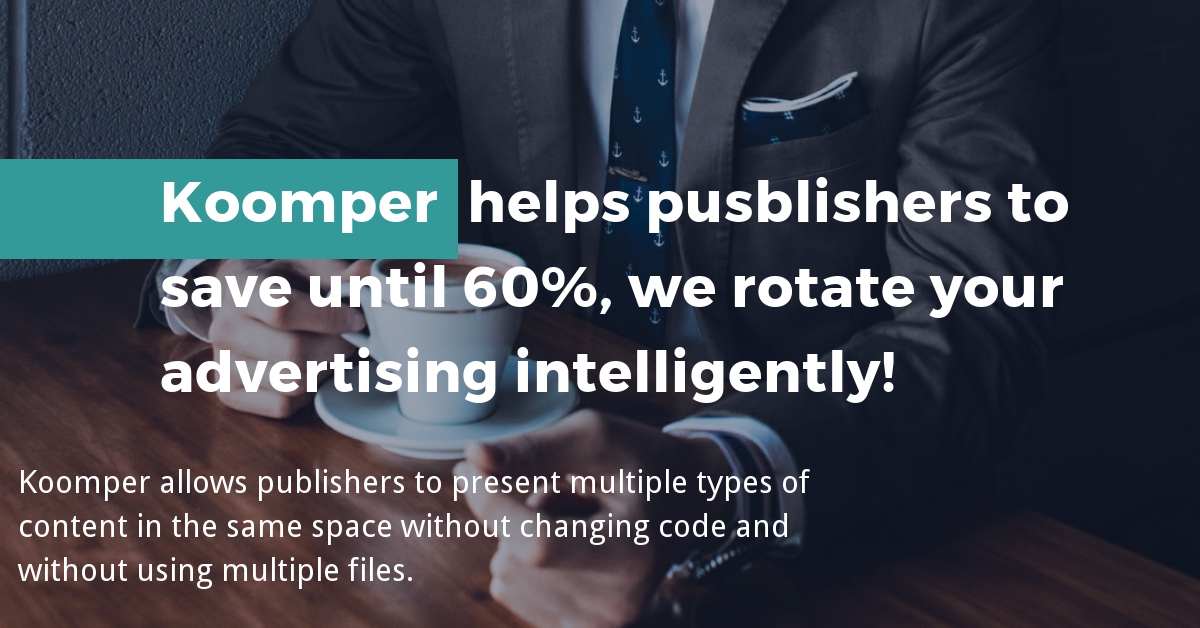 Koomper helps pusblishers to
save until 60%, we rotate your
advertising intelligently!
Koomper allows publishers to present multiple types of
content in the same space without changing code and
without using multiple files.